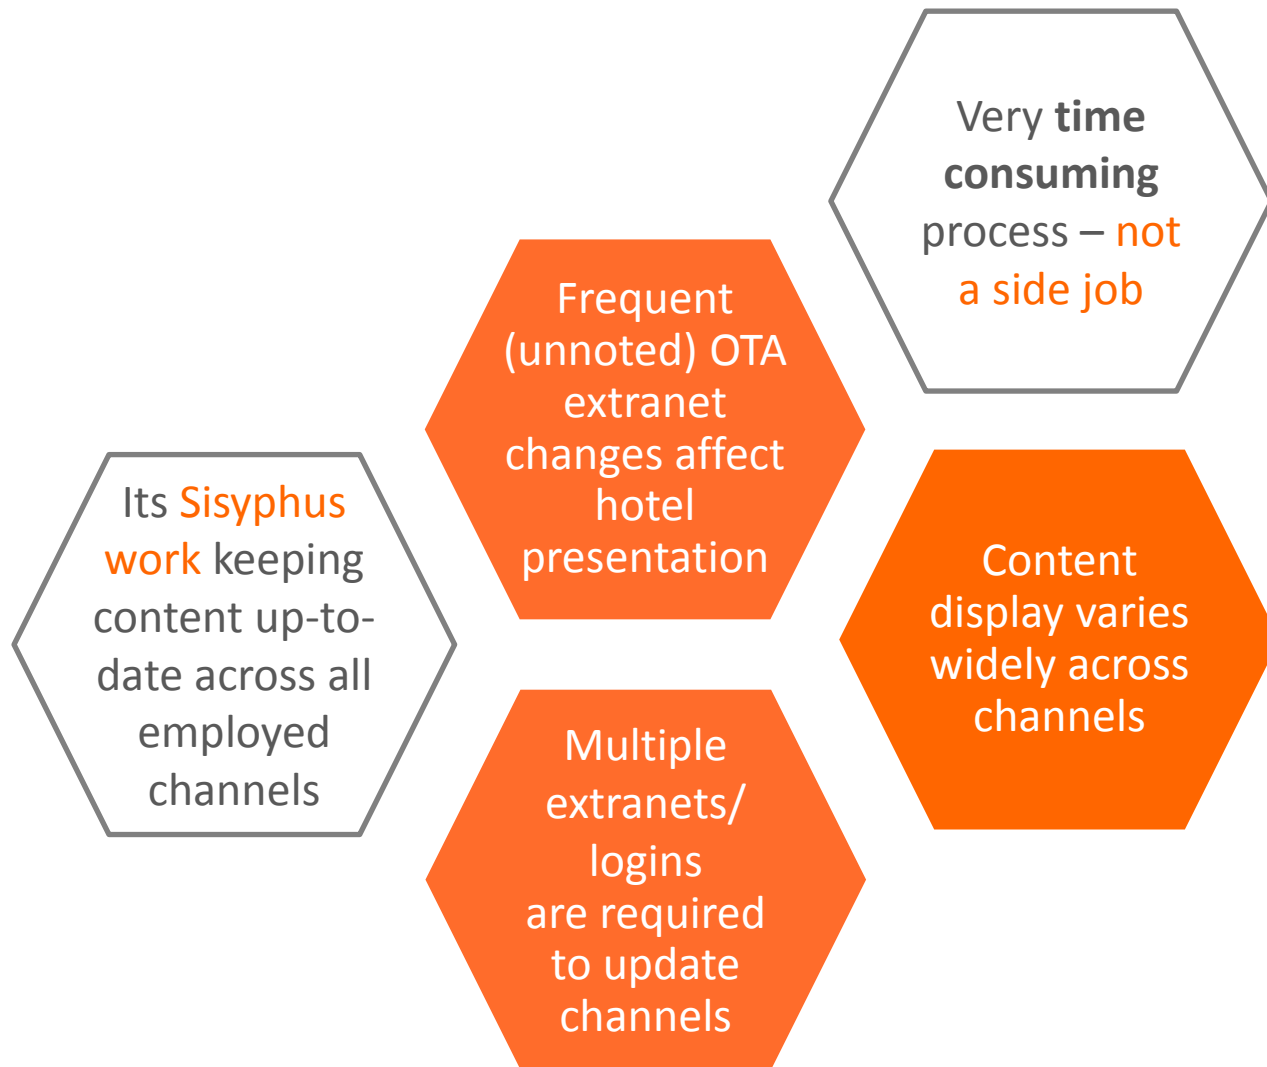 Very time
consuming
process – not
a side job
Frequent
(unnoted) OTA
extranet
changes affect
hotel
presentation
Its Sisyphus
work keeping
content up-to-
date across all
employed
channels
Content
display varies
widely across
channels
Multiple
extranets/
logins
are required
to update
channels